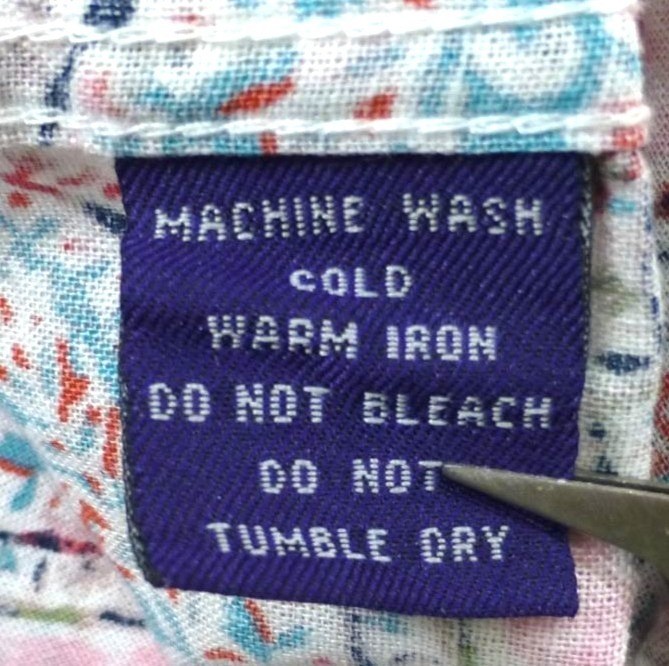 MACHINE WASH
COLD
WARM IRON
DO NOT BLEACH
DO NOT
TUMBLE DRY